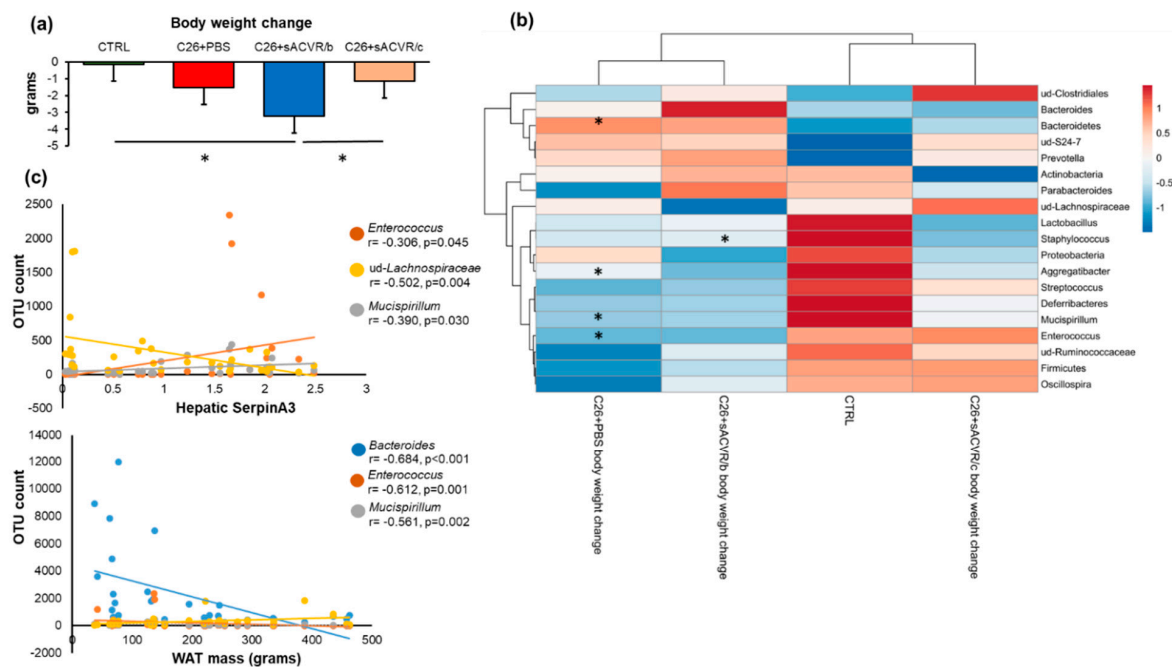 (a)
Body weight change
CTRL C26+PBS C26+sACVR/b C26+sACVR/c
0
-1
-2
-3
-4
-5
grams
* *
(b)
ud-Clostridiales
Bacteroides
Bacteroidetes
ud-S24-7
Prevotella
Actinobacteria
Parabacteroides
ud-Lachnospiraceae
Lactobacillus
Staphylococcus
Proteobacteria
Aggregatibacter
Streptococcus
Deferribacteres
Mucispirillum
Enterococcus
ud-Ruminococcaceae
Firmicutes
Oscillospira
*
*
*
*
*
1
0.5
0
-0.5
-1
C26+PBS body weight change
C26+sACVR/b body weight change
CTRL
C26+sACVR/c body weight change
(c)
2500
2000
1500
1000
500
0
-500
OTU count
0 0.5 1 1.5 2 2.5 3
Hepatic SerpinA3
Enterococcus
r= -0.306, p=0.045
ud-Lachnospiraceae
r= -0.502, p=0.004
Mucispirillum
r= -0.390, p=0.030
14000
12000
10000
8000
6000
4000
2000
0
-2000
OTU count
0 100 200 300 400 500
WAT mass (grams)
Bacteroides
r= -0.684, p<0.001
Enterococcus
r= -0.612, p=0.001
Mucispirillum
r= -0.561, p=0.002